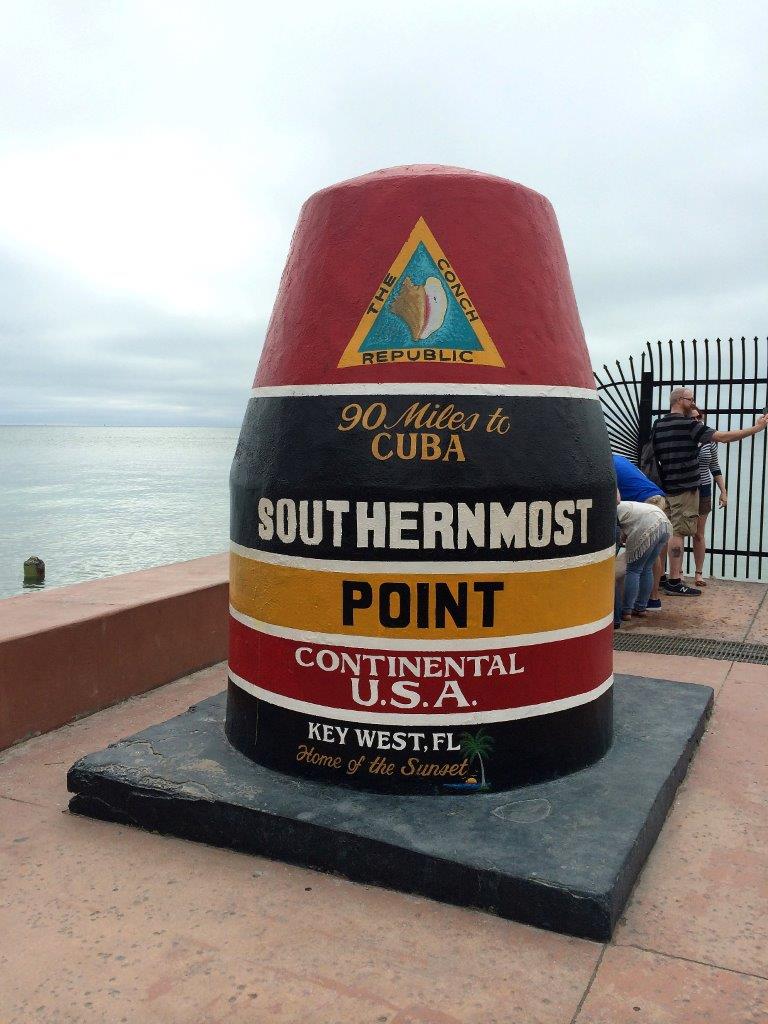 THE CONCH
REPUBLIC
90 Miles to
CUBA
SOUTHERNMOST
POINT
CONTINENTAL
U.S.A.
KEY WEST, FL
Home of the Sunset